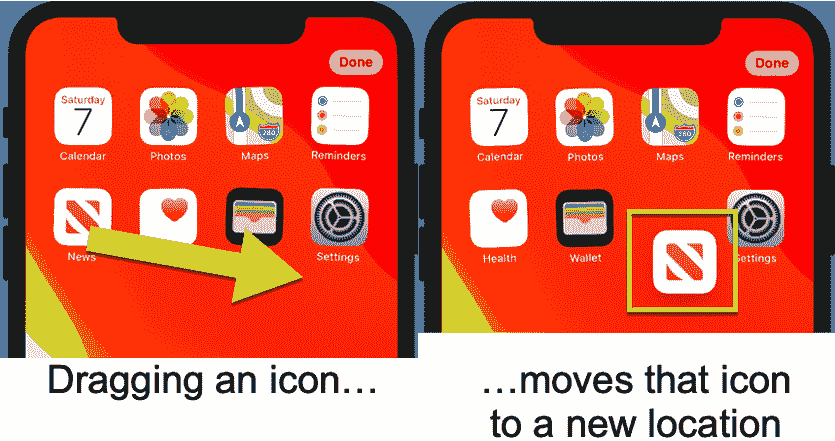 Done
Saturday
7
280
Calendar Photos Maps Reminders
News Settings
Dragging an icon…
Done
Saturday
7
280
Calendar Photos Maps Reminders
Health Wallet Settings
…moves that icon
to a new location